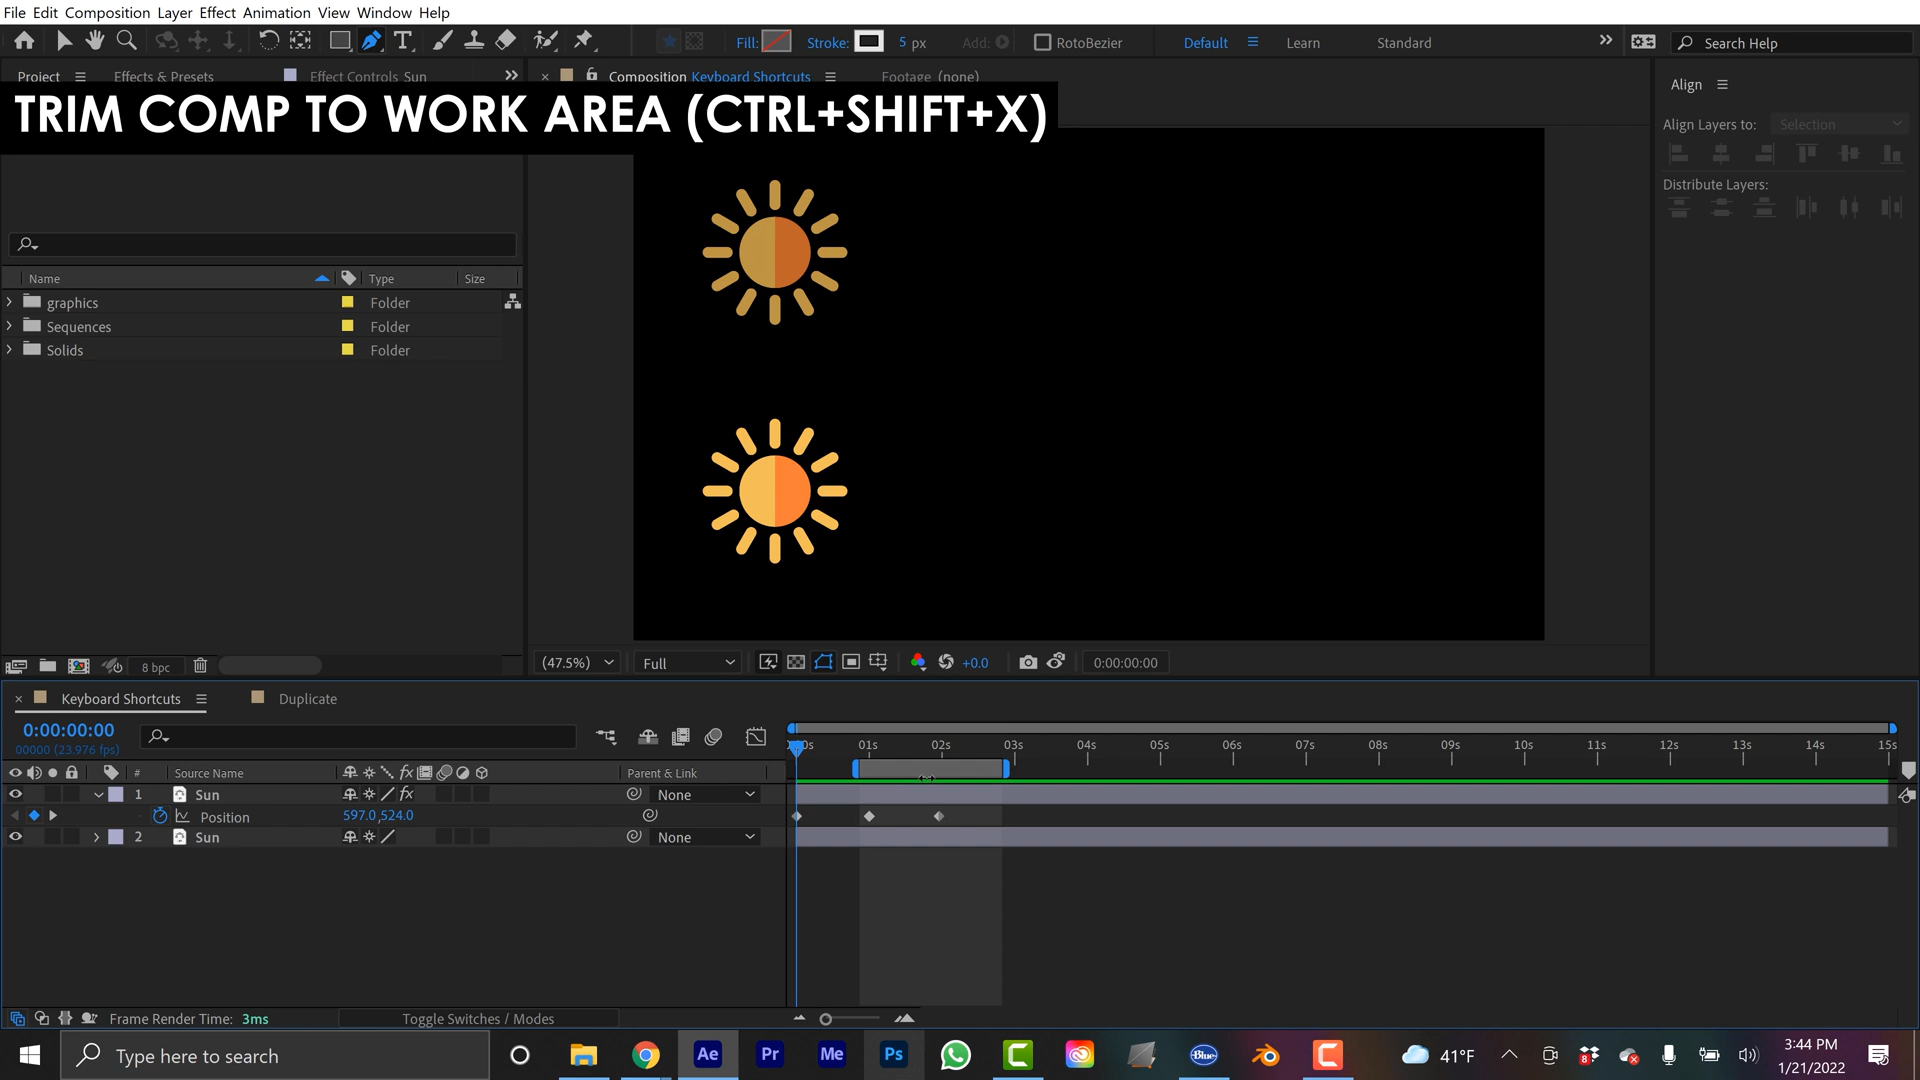 File Edit Composition Layer Effect Animation View Window Help
Fill: Stroke: 5 px Add: RotoBezier Default Learn Standard Search Help
Project Effects & Presets Effect Controls Sun Composition Keyboard Shortcuts Footage (none) Align
TRIM COMP TO WORK AREA (CTRL+SHIFT+X)
Align Layers to: Selection
Distribute Layers:
Name Type Size
graphics Folder
Sequences Folder
Solids Folder
8 bpc (47.5%) Full +0.0 0:00:00:00
Keyboard Shortcuts Duplicate
0:00:00:00
00000 (23.976 fps)
01s 02s 03s 04s 05s 06s 07s 08s 09s 10s 11s 12s 13s 14s 15s
# Source Name fx Parent & Link
1 Sun fx None
Position 597.0,524.0
2 Sun None
Frame Render Time: 3ms Toggle Switches / Modes
Type here to search Ae Pr Me Ps Blue 8 41°F 3:44 PM
1/21/2022